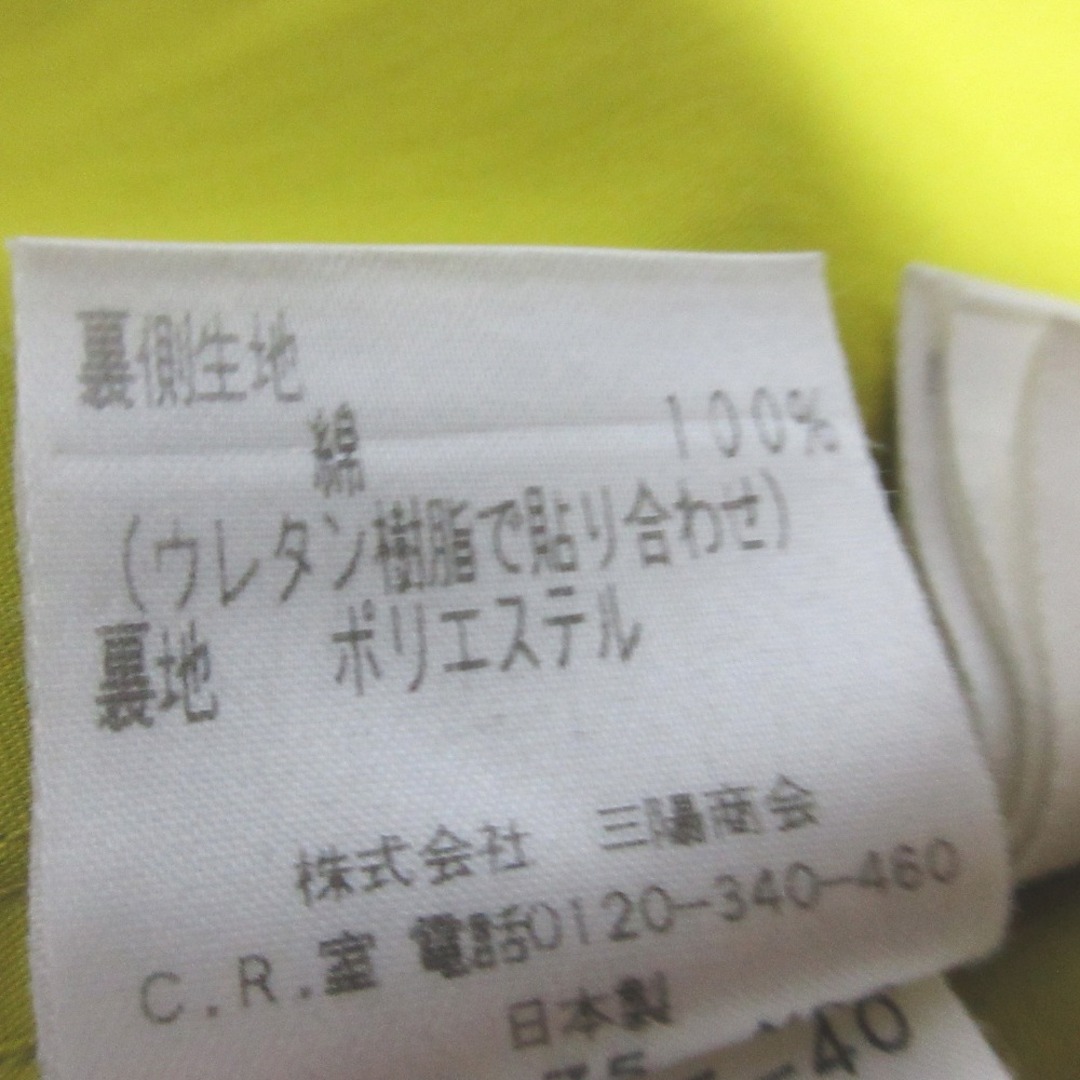 裏側生地
綿 100%
(ウレタン樹脂で貼り合わせ)
裏地 ポリエステル
株式会社 三陽商会
C.R.室 電話0120-340-460
日本製
-40